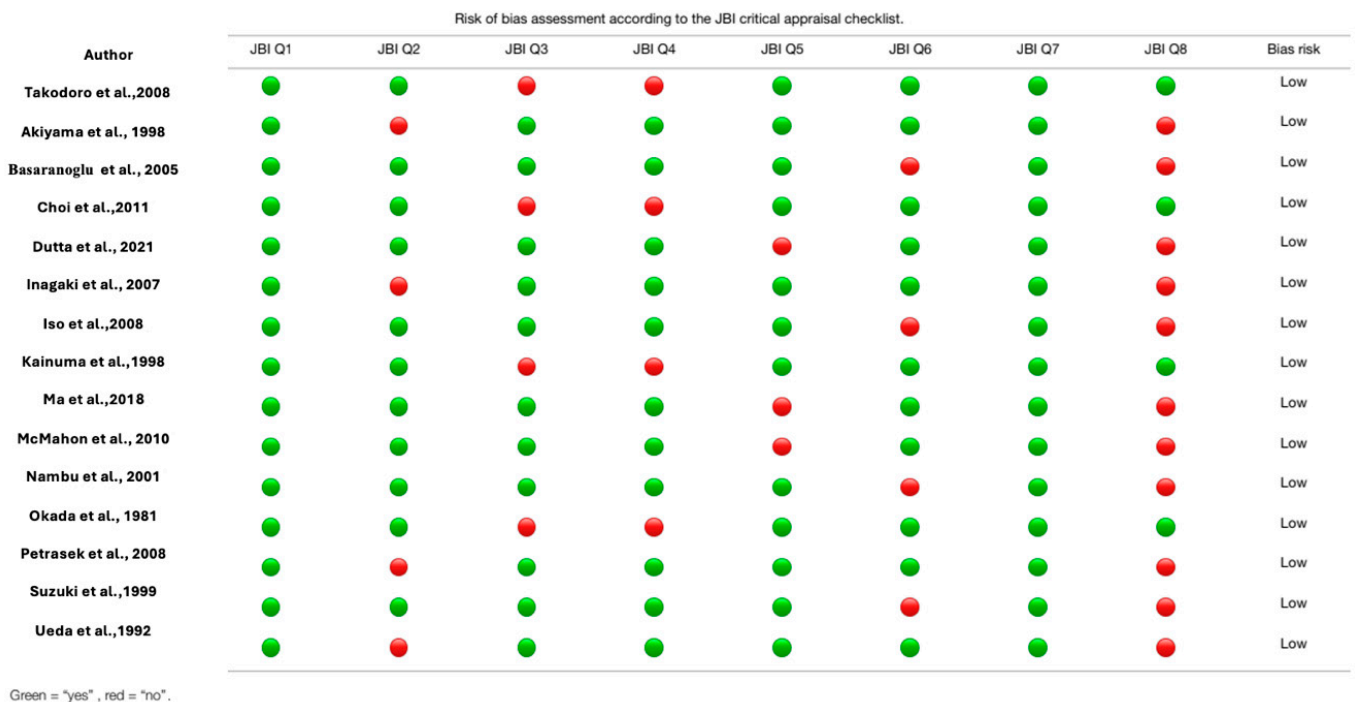 Risk of bias assessment according to the JBI critical appraisal checklist.
Author JBI Q1 JBI Q2 JBI Q3 JBI Q4 JBI Q5 JBI Q6 JBI Q7 JBI Q8 Bias risk
Takodoro et al.,2008 Low
Akiyama et al., 1998 Low
Basaranoglu et al., 2005 Low
Choi et al.,2011 Low
Dutta et al., 2021 Low
Inagaki et al., 2007 Low
Iso et al.,2008 Low
Kainuma et al.,1998 Low
Ma et al.,2018 Low
McMahon et al., 2010 Low
Nambu et al., 2001 Low
Okada et al., 1981 Low
Petrasek et al., 2008 Low
Suzuki et al.,1999 Low
Ueda et al.,1992 Low
Green = “yes” , red = “no”.